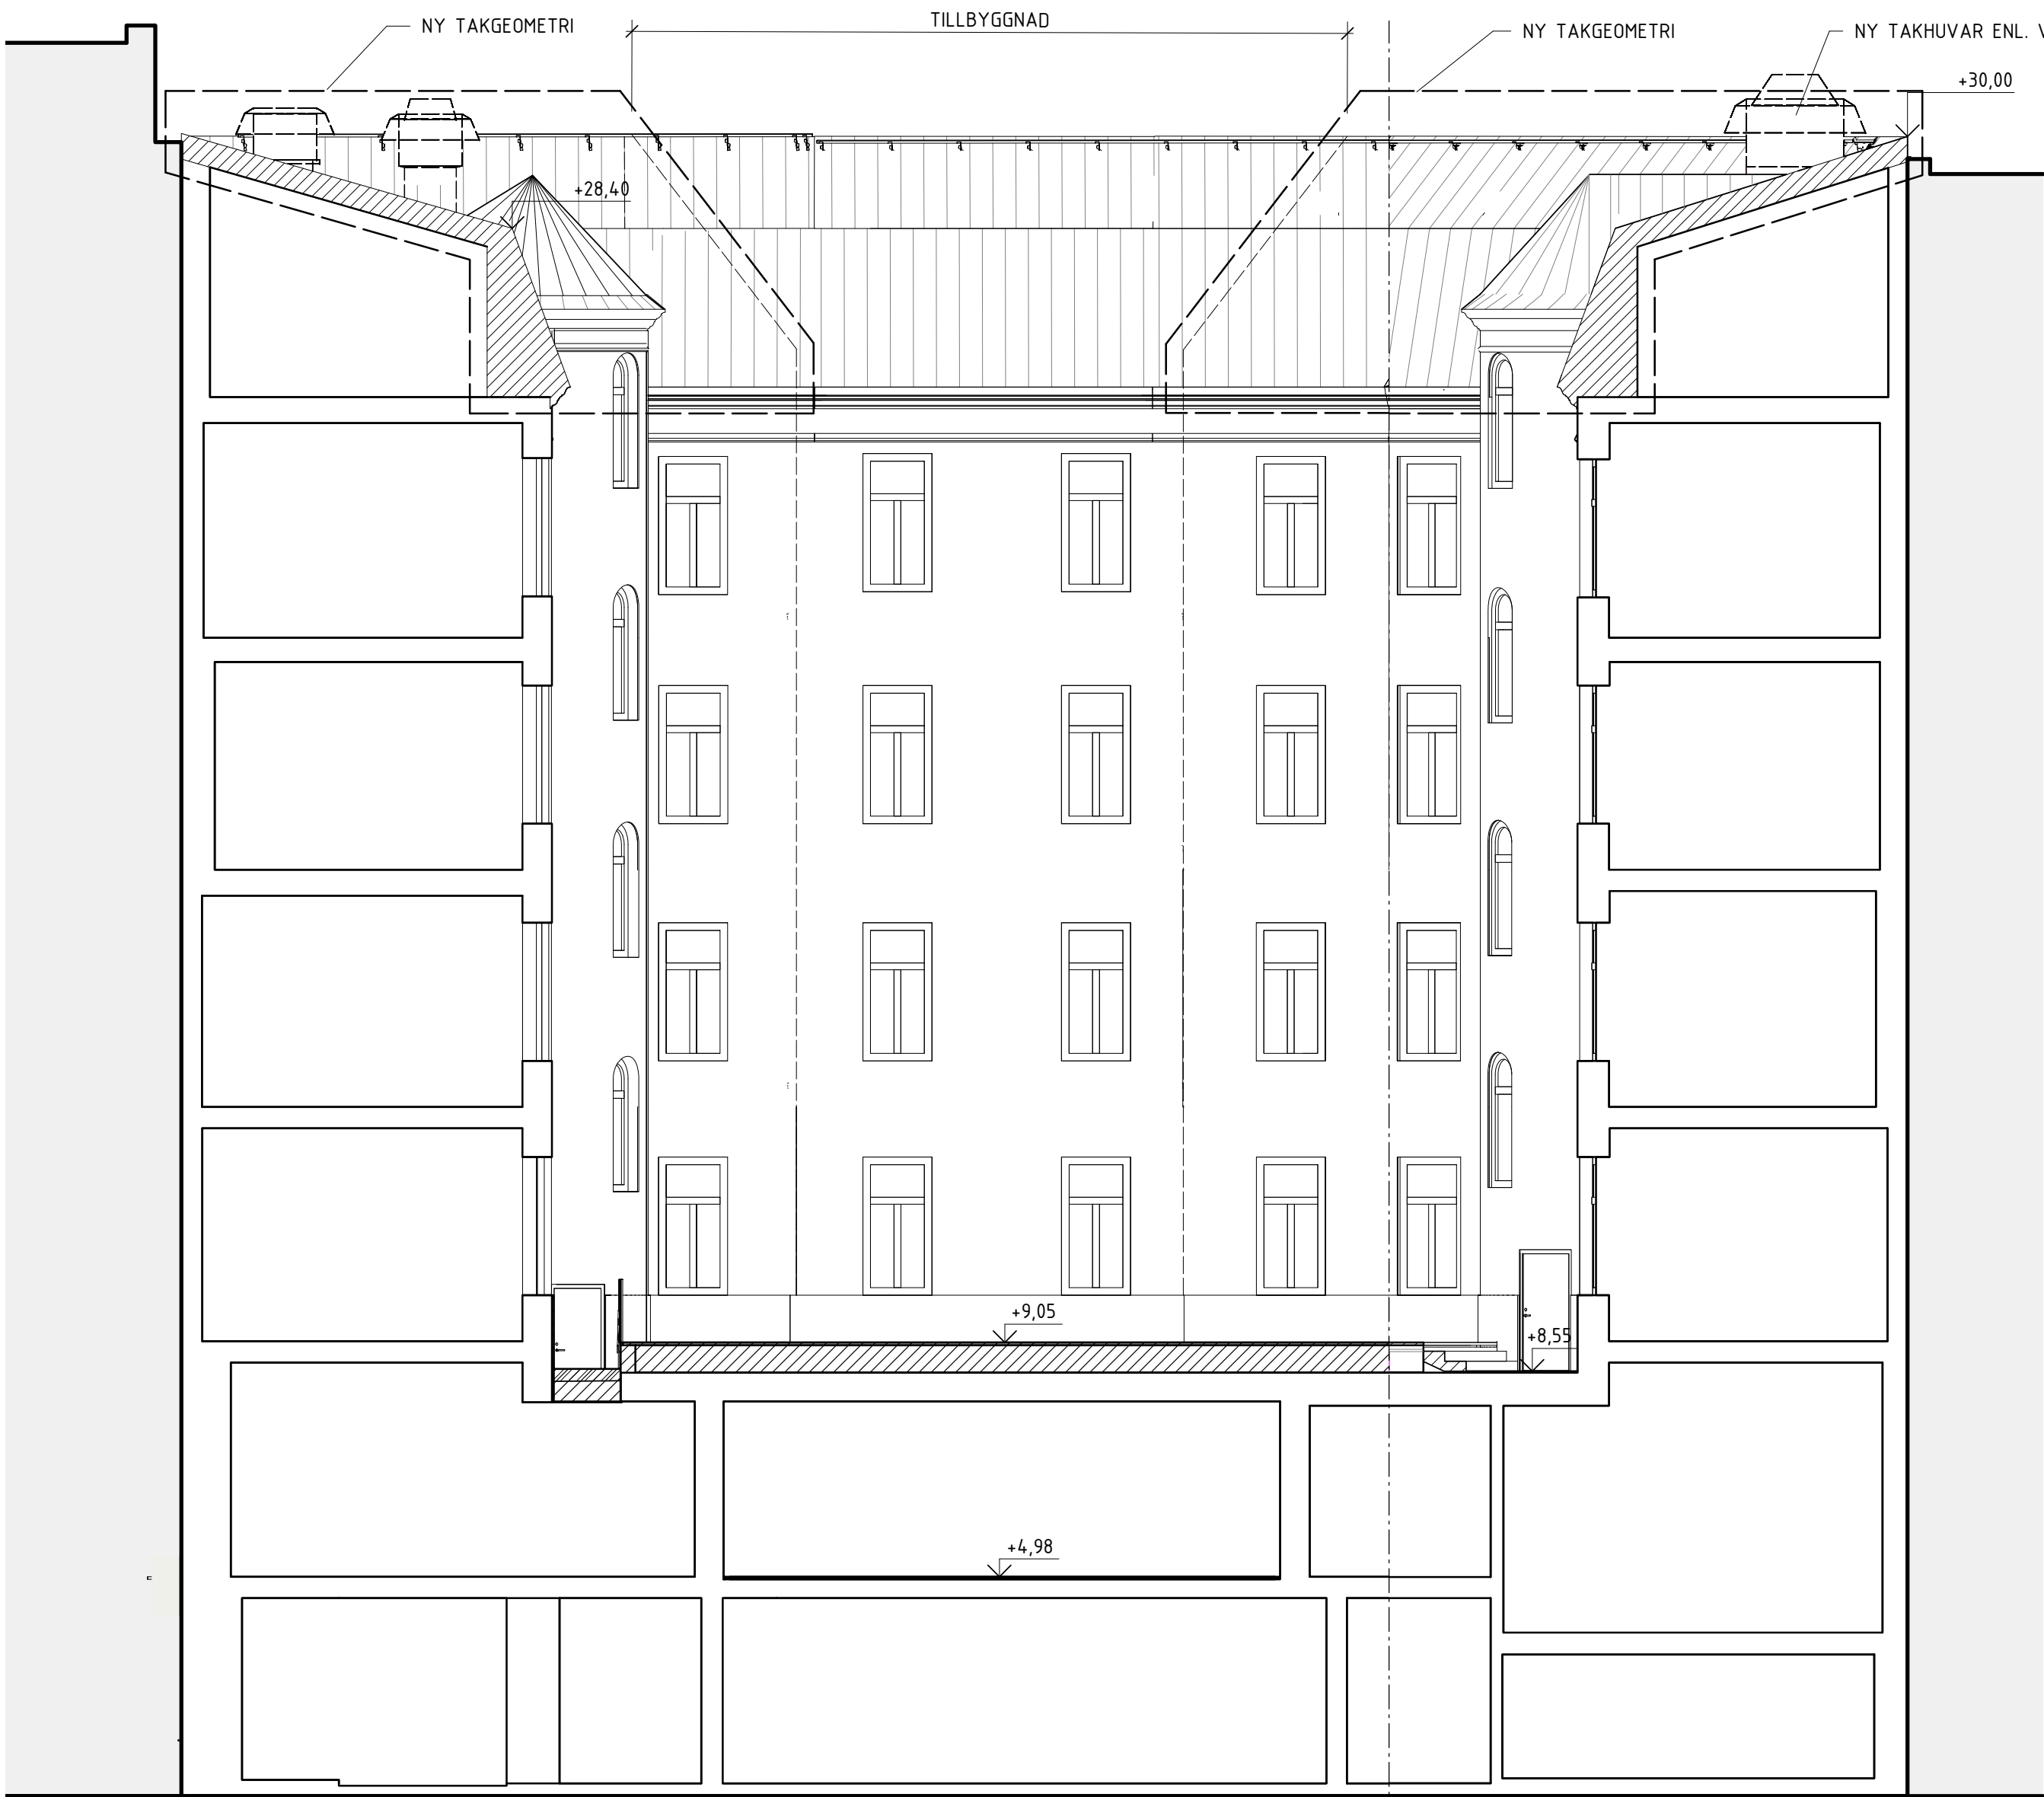 TILLBYGGNAD
NY TAKGEOMETRI
NY TAKGEOMETRI
NY TAKHUVAR ENL. V
+30,00
+28,40
+9,05
+8,55
+4,98